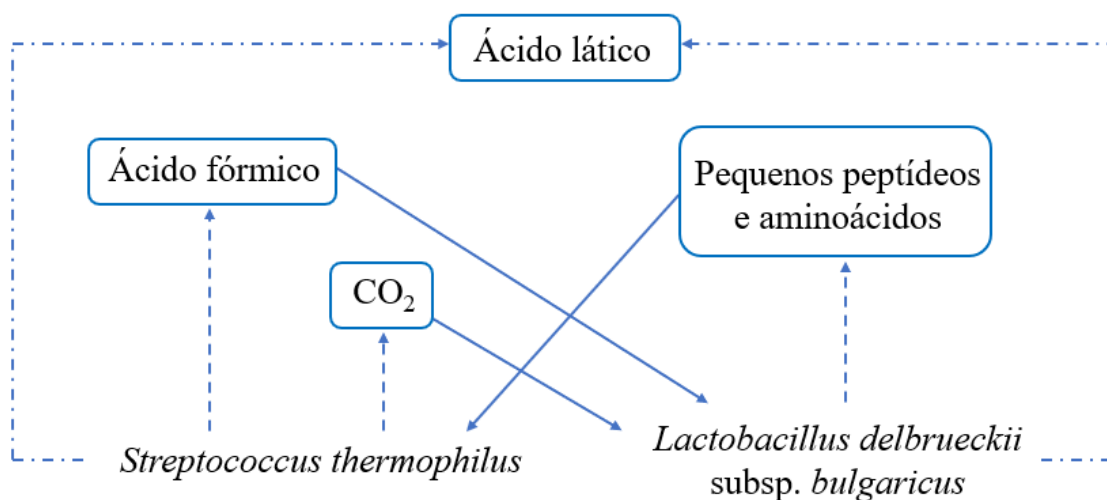 Ácido lático
Ácido fórmico
Pequenos peptídeos
e aminoácidos
CO₂
Streptococcus thermophilus
Lactobacillus delbrueckii
subsp. bulgaricus